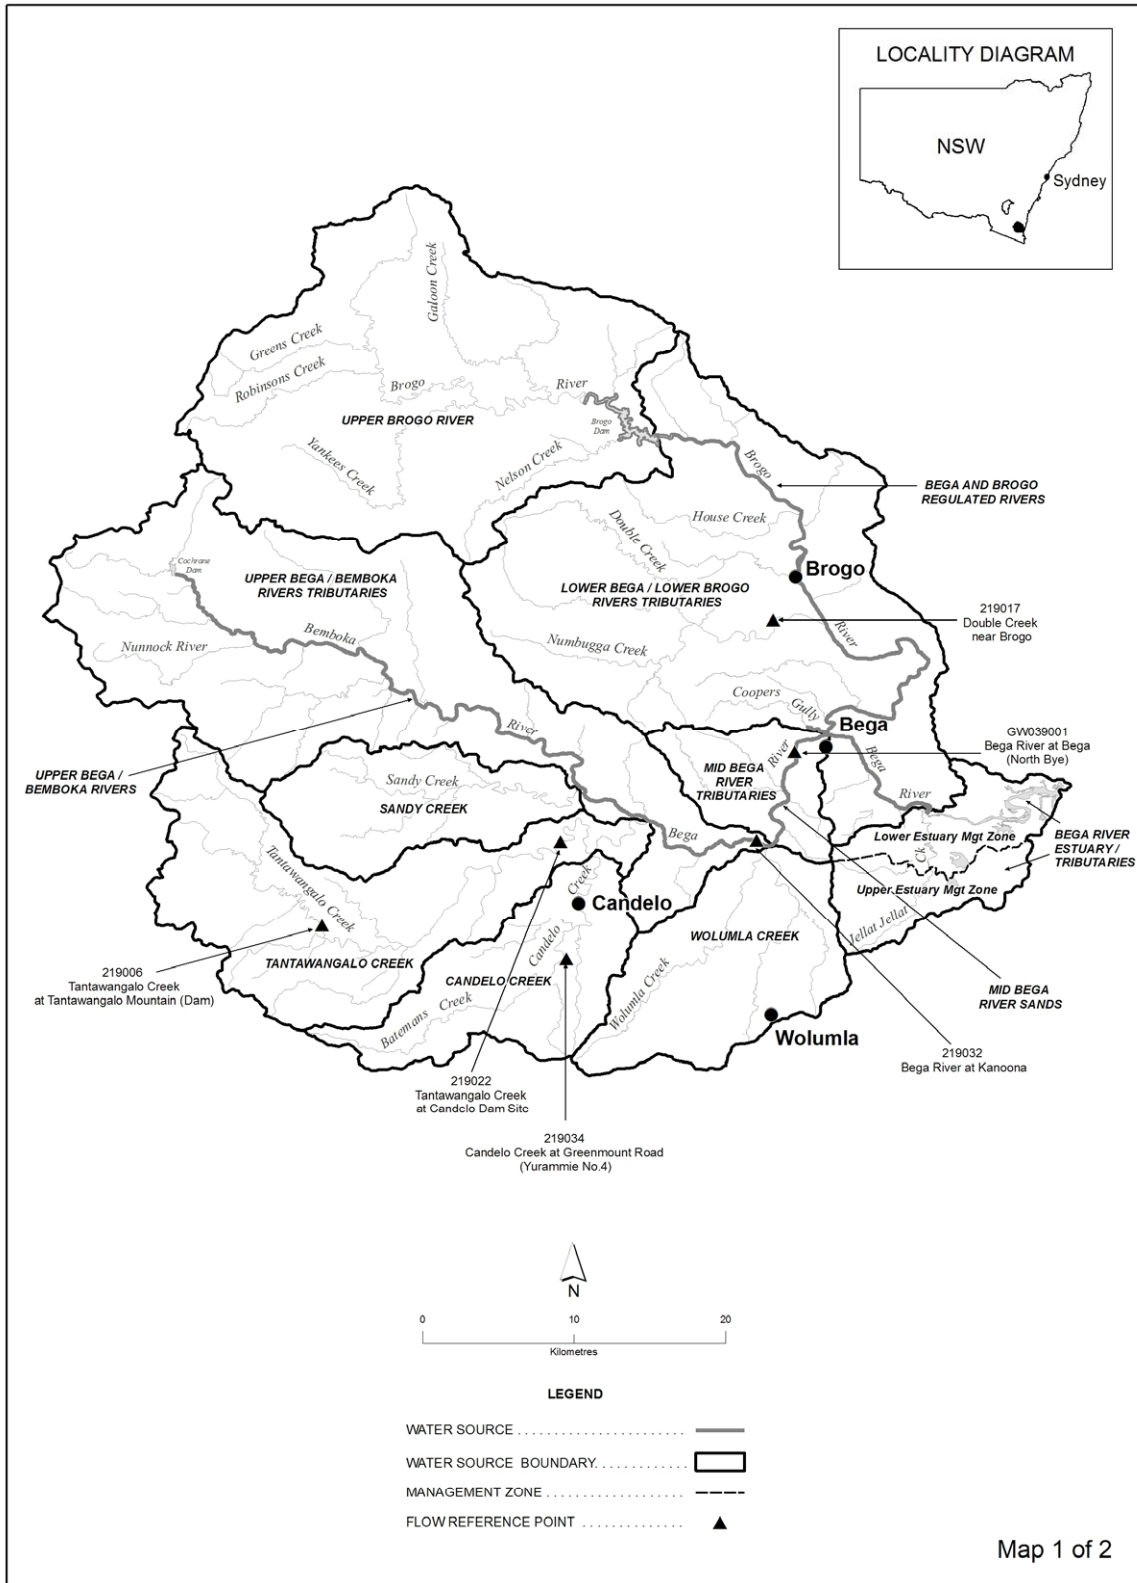 LOCALITY DIAGRAM
NSW
Sydney
Galoon Creek
Greens Creek
Robinsons Creek
Brogo
River
UPPER BROGO RIVER
Brogo
Dam
Yankees Creek
Nelson Creek
Brogo
BEGA AND BROGO
REGULATED RIVERS
House Creek
Double Creek
Cochrane
Dam
UPPER BEGA / BEMBOKA
RIVERS TRIBUTARIES
Brogo
LOWER BEGA / LOWER BROGO
RIVERS TRIBUTARIES
219017
Double Creek
near Brogo
River
Bemboka
Nunnock River
Numbugga Creek
Coopers
Gully
Bega
River
River
Bega
GW039001
Bega River at Bega
(North Bye)
UPPER BEGA /
BEMBOKA RIVERS
Sandy Creek
SANDY CREEK
MID BEGA
RIVER
TRIBUTARIES
River
Bega
Lower Estuary Mgt Zone
BEGA RIVER
ESTUARY /
TRIBUTARIES
Ck
Upper Estuary Mgt Zone
Jellat Jellat
Tantawangalo Creek
Creek
Candelo
Candelo
WOLUMLA CREEK
TANTAWANGALO CREEK
CANDELO CREEK
219006
Tantawangalo Creek
at Tantawangalo Mountain (Dam)
Batemans Creek
Wolumla Creek
MID BEGA
RIVER SANDS
Wolumla
219032
Bega River at Kanoona
219022
Tantawangalo Creek
at Candelo Dam Site
219034
Candelo Creek at Greenmount Road
(Yurammie No.4)
N
0 10 20
Kilometres
LEGEND
WATER SOURCE . . . . . . . . . . . . . . . . . . . . . . .
WATER SOURCE BOUNDARY. . . . . . . . . . . . .
MANAGEMENT ZONE . . . . . . . . . . . . . . . . . . .
FLOW REFERENCE POINT . . . . . . . . . . . . . .
Map 1 of 2